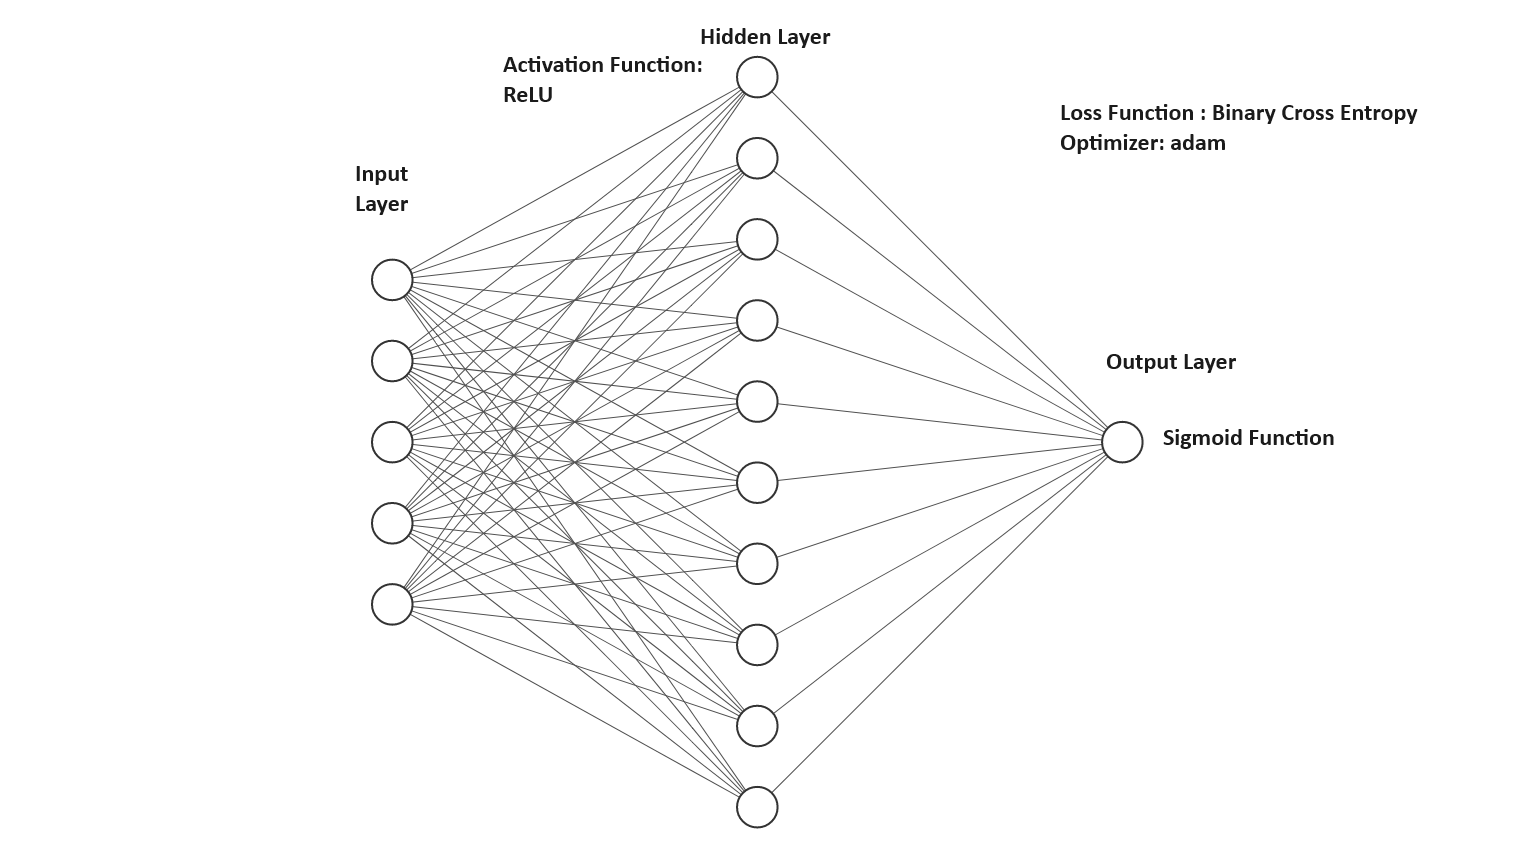 Hidden Layer
Activation Function:
ReLU
Loss Function : Binary Cross Entropy
Optimizer: adam
Input
Layer
Output Layer
Sigmoid Function